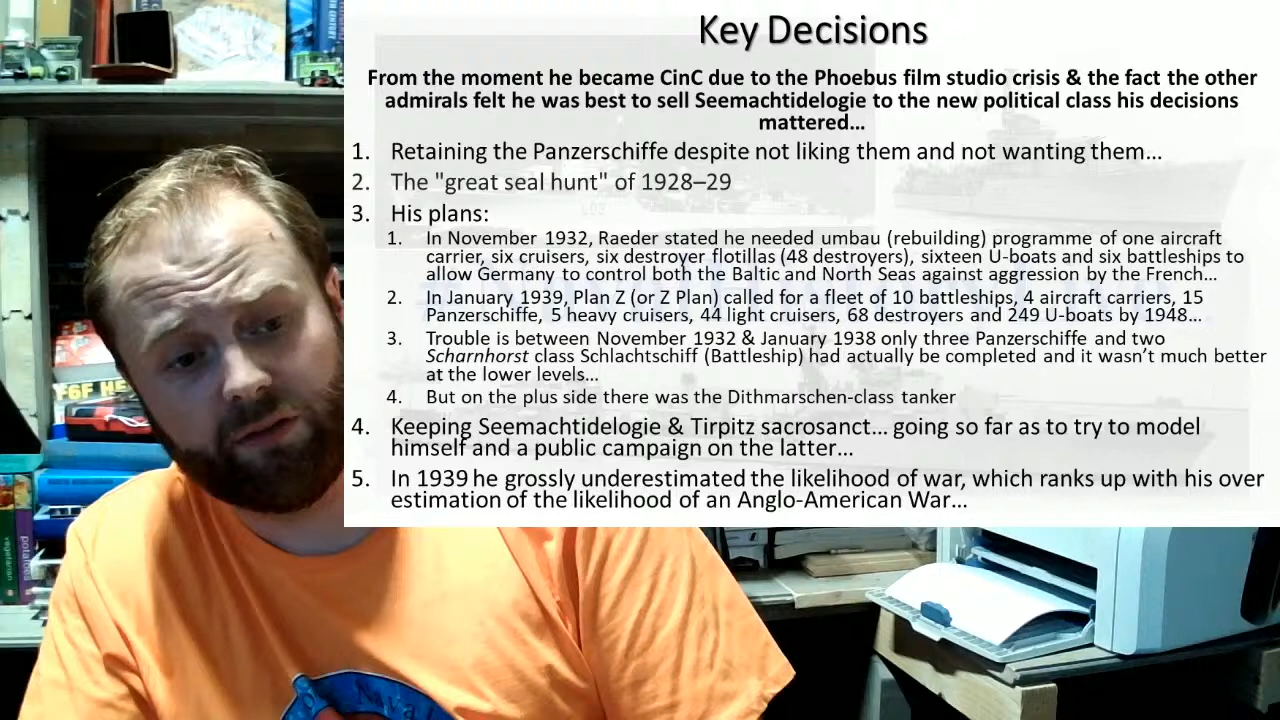 Key Decisions
From the moment he became CinC due to the Phoebus film studio crisis & the fact the other
admirals felt he was best to sell Seemachtidelogie to the new political class his decisions
mattered…
1. Retaining the Panzerschiffe despite not liking them and not wanting them…
2. The "great seal hunt" of 1928–29
3. His plans:
1. In November 1932, Raeder stated he needed umbau (rebuilding) programme of one aircraft
carrier, six cruisers, six destroyer flotillas (48 destroyers), sixteen U-boats and six battleships to
allow Germany to control both the Baltic and North Seas against aggression by the French…
2. In January 1939, Plan Z (or Z Plan) called for a fleet of 10 battleships, 4 aircraft carriers, 15
Panzerschiffe, 5 heavy cruisers, 44 light cruisers, 68 destroyers and 249 U-boats by 1948…
3. Trouble is between November 1932 & January 1938 only three Panzerschiffe and two
Scharnhorst class Schlachtschiff (Battleship) had actually be completed and it wasn't much better
at the lower levels…
4. But on the plus side there was the Dithmarschen-class tanker
4. Keeping Seemachtidelogie & Tirpitz sacrosanct… going so far as to try to model
himself and a public campaign on the latter…
5. In 1939 he grossly underestimated the likelihood of war, which ranks up with his over
estimation of the likelihood of an Anglo-American War…
F6F HE
vegetarian
potatoes